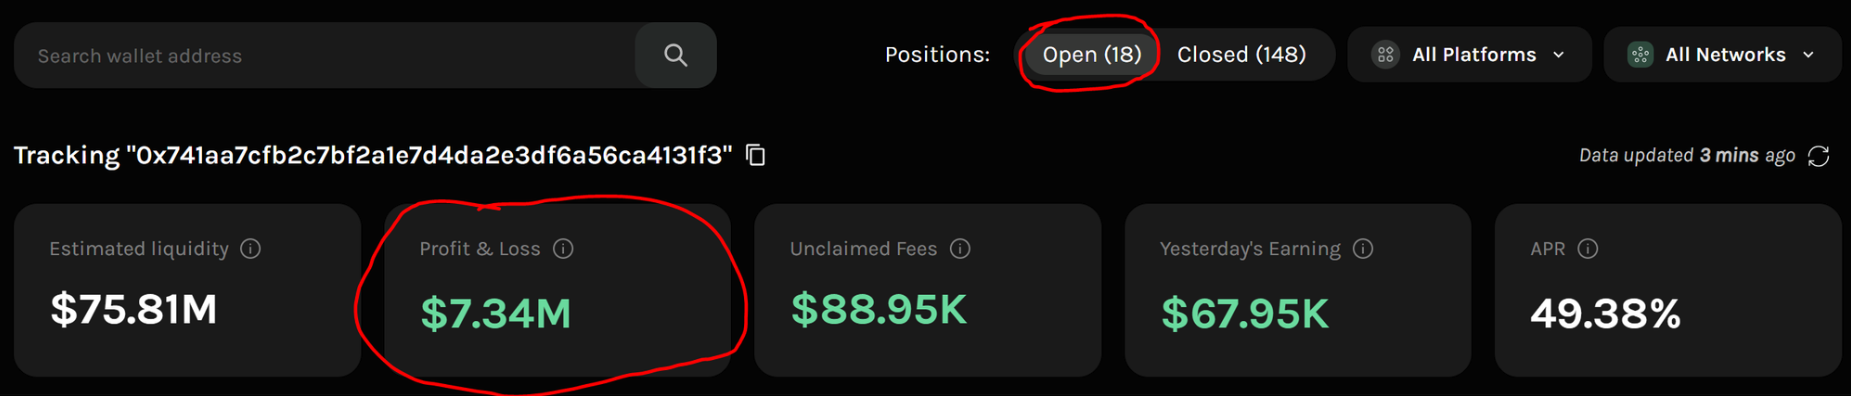 Search wallet address
Positions: Open (18) Closed (148) All Platforms All Networks
Tracking "0x741aa7cfb2c7bf2a1e7d4da2e3df6a56ca4131f3"
Data updated 3 mins ago
Estimated liquidity
$75.81M
Profit & Loss
$7.34M
Unclaimed Fees
$88.95K
Yesterday's Earning
$67.95K
APR
49.38%